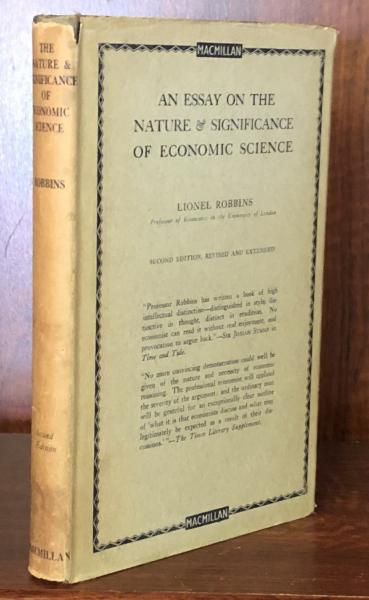 THE
NATURE &
SIGNIFICANCE
OF
ECONOMIC
SCIENCE
ROBBINS
Second
Edition
MACMILLAN
MACMILLAN
AN ESSAY ON THE
NATURE & SIGNIFICANCE
OF ECONOMIC SCIENCE
LIONEL ROBBINS
Professor of Economics in the University of London
SECOND EDITION, REVISED AND EXTENDED
"Professor Robbins has written a book of high
intellectual distinction—distinguished in style, dis-
tinctive in thought, distinct in erudition. No
economist can read it without real enjoyment, and
provocation to argue back."—SIR JOSIAH STAMP in
Time and Tide.
"No more convincing demonstration could well be
given of the nature and necessity of economic
reasoning. The professional economist will applaud
the severity of the argument; and the ordinary man
will be grateful for an exceptionally clear outline
of 'what it is that economists discuss and what may
legitimately be expected as a result of their dis-
cussions.'"—The Times Literary Supplement.
MACMILLAN